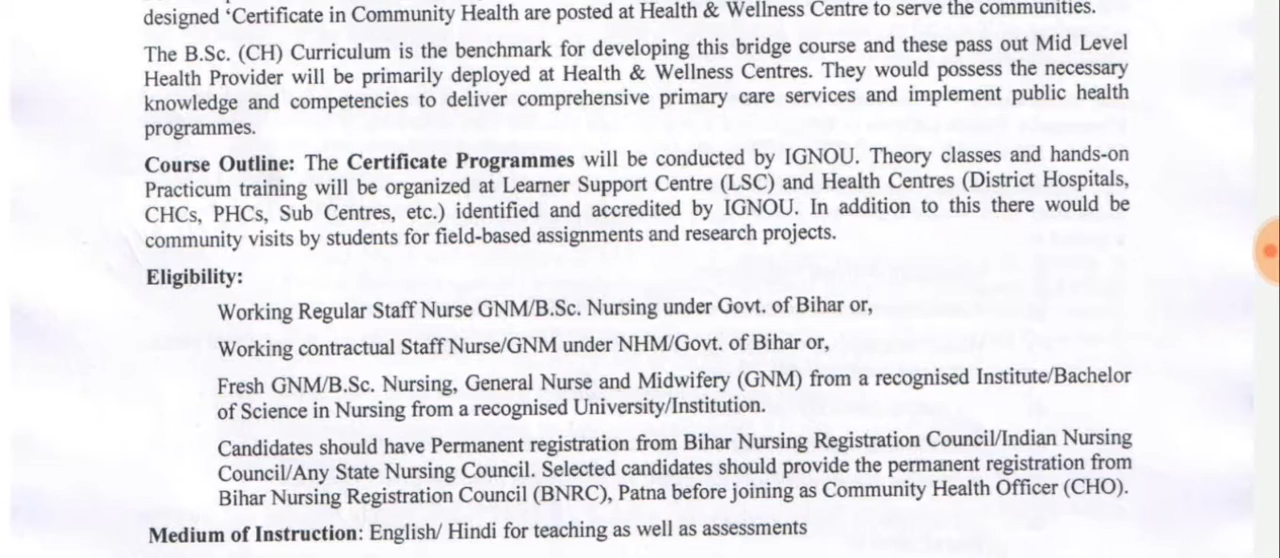 designed ‘Certificate in Community Health are posted at Health & Wellness Centre to serve the communities.
The B.Sc. (CH) Curriculum is the benchmark for developing this bridge course and these pass out Mid Level
Health Provider will be primarily deployed at Health & Wellness Centres. They would possess the necessary
knowledge and competencies to deliver comprehensive primary care services and implement public health
programmes.
Course Outline: The Certificate Programmes will be conducted by IGNOU. Theory classes and hands-on
Practicum training will be organized at Learner Support Centre (LSC) and Health Centres (District Hospitals,
CHCs, PHCs, Sub Centres, etc.) identified and accredited by IGNOU. In addition to this there would be
community visits by students for field-based assignments and research projects.
Eligibility:
Working Regular Staff Nurse GNM/B.Sc. Nursing under Govt. of Bihar or,
Working contractual Staff Nurse/GNM under NHM/Govt. of Bihar or,
Fresh GNM/B.Sc. Nursing, General Nurse and Midwifery (GNM) from a recognised Institute/Bachelor
of Science in Nursing from a recognised University/Institution.
Candidates should have Permanent registration from Bihar Nursing Registration Council/Indian Nursing
Council/Any State Nursing Council. Selected candidates should provide the permanent registration from
Bihar Nursing Registration Council (BNRC), Patna before joining as Community Health Officer (CHO).
Medium of Instruction: English/ Hindi for teaching as well as assessments